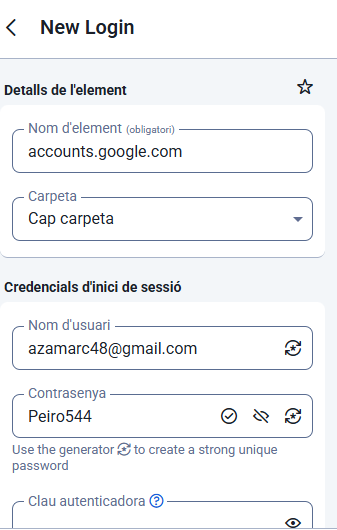 New Login
Detalls de l'element
Nom d'element (obligatori)
accounts.google.com
Carpeta
Cap carpeta
Credencials d'inici de sessió
Nom d'usuari
azamarc48@gmail.com
Contrasenya
Peiro544
Use the generator to create a strong unique
password
Clau autenticadora